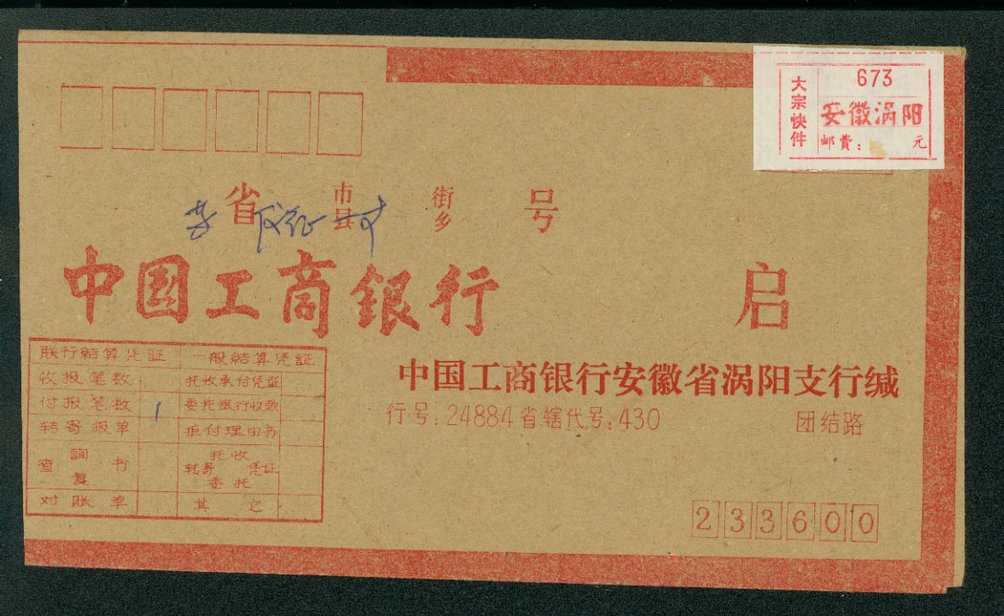 673
大宗快件
安徽涡阳
邮费： 元
省 市县 街乡 号
中国工商银行 启
联行结算凭证 一般结算凭证
收报笔数 托收承付凭证
付报笔数 1 委托银行收款
转寄报单 拒付理由书
查詢复书 托收委托转寄凭证
对账单 其它
中国工商银行安徽省涡阳支行缄
行号：24884 省辖代号：430 团结路
233600